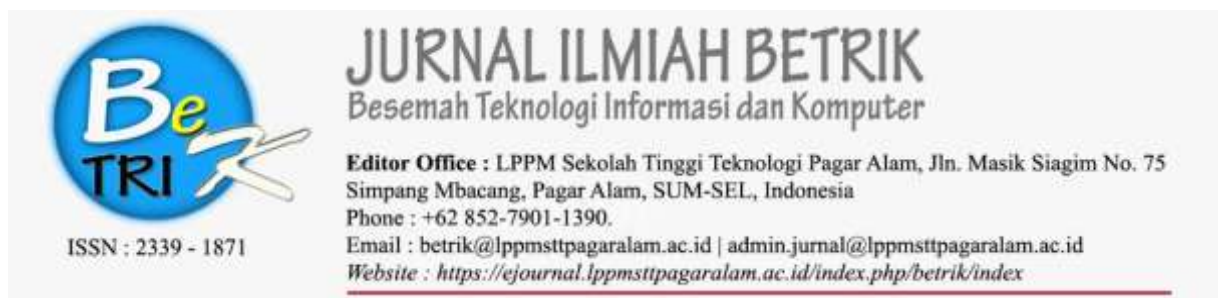 Be
TRI K
ISSN : 2339 - 1871
JURNAL ILMIAH BETRIK
Besemah Teknologi Informasi dan Komputer
Editor Office : LPPM Sekolah Tinggi Teknologi Pagar Alam, Jln. Masik Siagim No. 75
Simpang Mbacang, Pagar Alam, SUM-SEL, Indonesia
Phone : +62 852-7901-1390.
Email : betrik@lppmsttpagaralam.ac.id | admin.jurnal@lppmsttpagaralam.ac.id
Website : https://ejournal.lppmsttpagaralam.ac.id/index.php/betrik/index